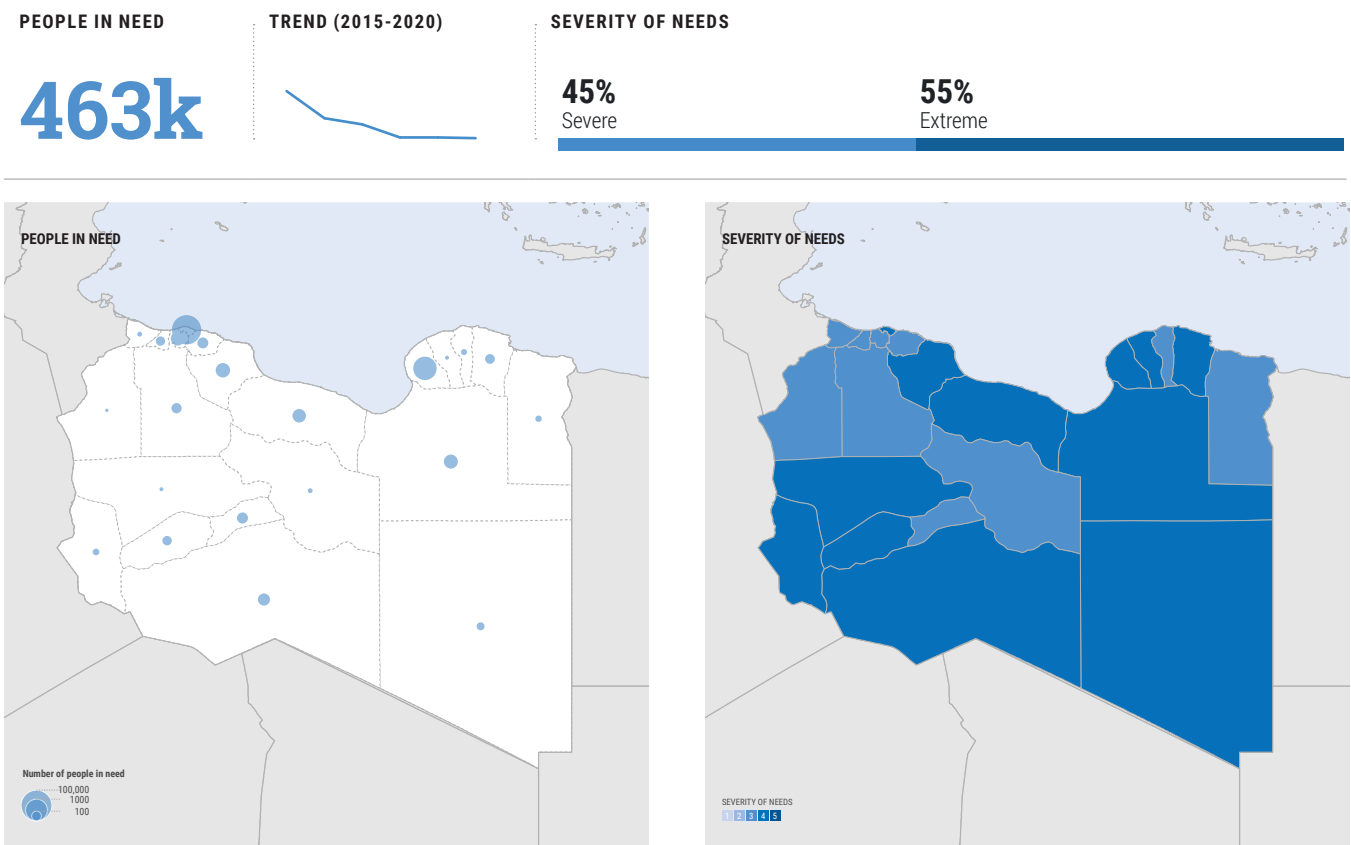 PEOPLE IN NEED
TREND (2015-2020)
SEVERITY OF NEEDS
463k
45%
Severe
55%
Extreme
PEOPLE IN NEED
Number of people in need
100,000
1000
100
SEVERITY OF NEEDS
SEVERITY OF NEEDS
1 2 3 4 5